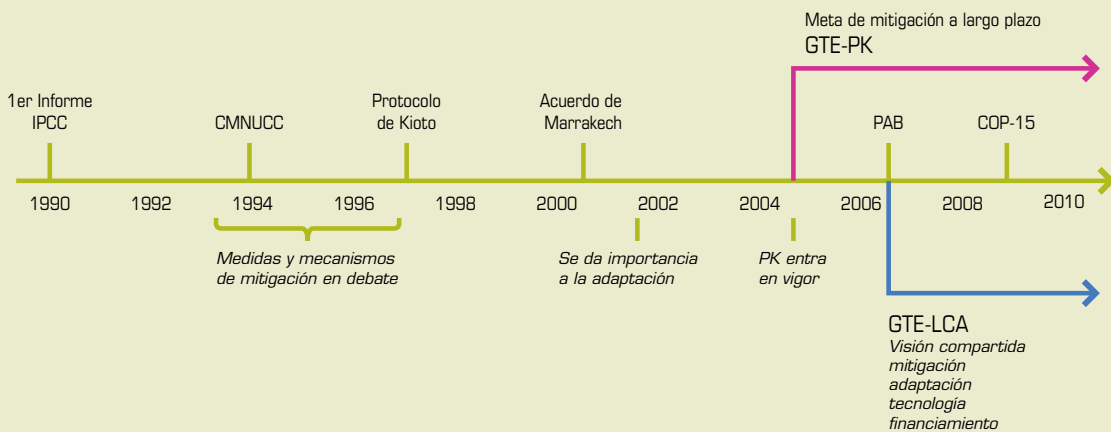 Meta de mitigación a largo plazo
GTE-PK
1er Informe
IPCC
CMNUCC
Protocolo
de Kioto
Acuerdo de
Marrakech
PAB
COP-15
1990
1992
1994
1996
1998
2000
2002
2004
2006
2008
2010
Medidas y mecanismos
de mitigación en debate
Se da importancia
a la adaptación
PK entra
en vigor
GTE-LCA
Visión compartida
mitigación
adaptación
tecnología
financiamiento